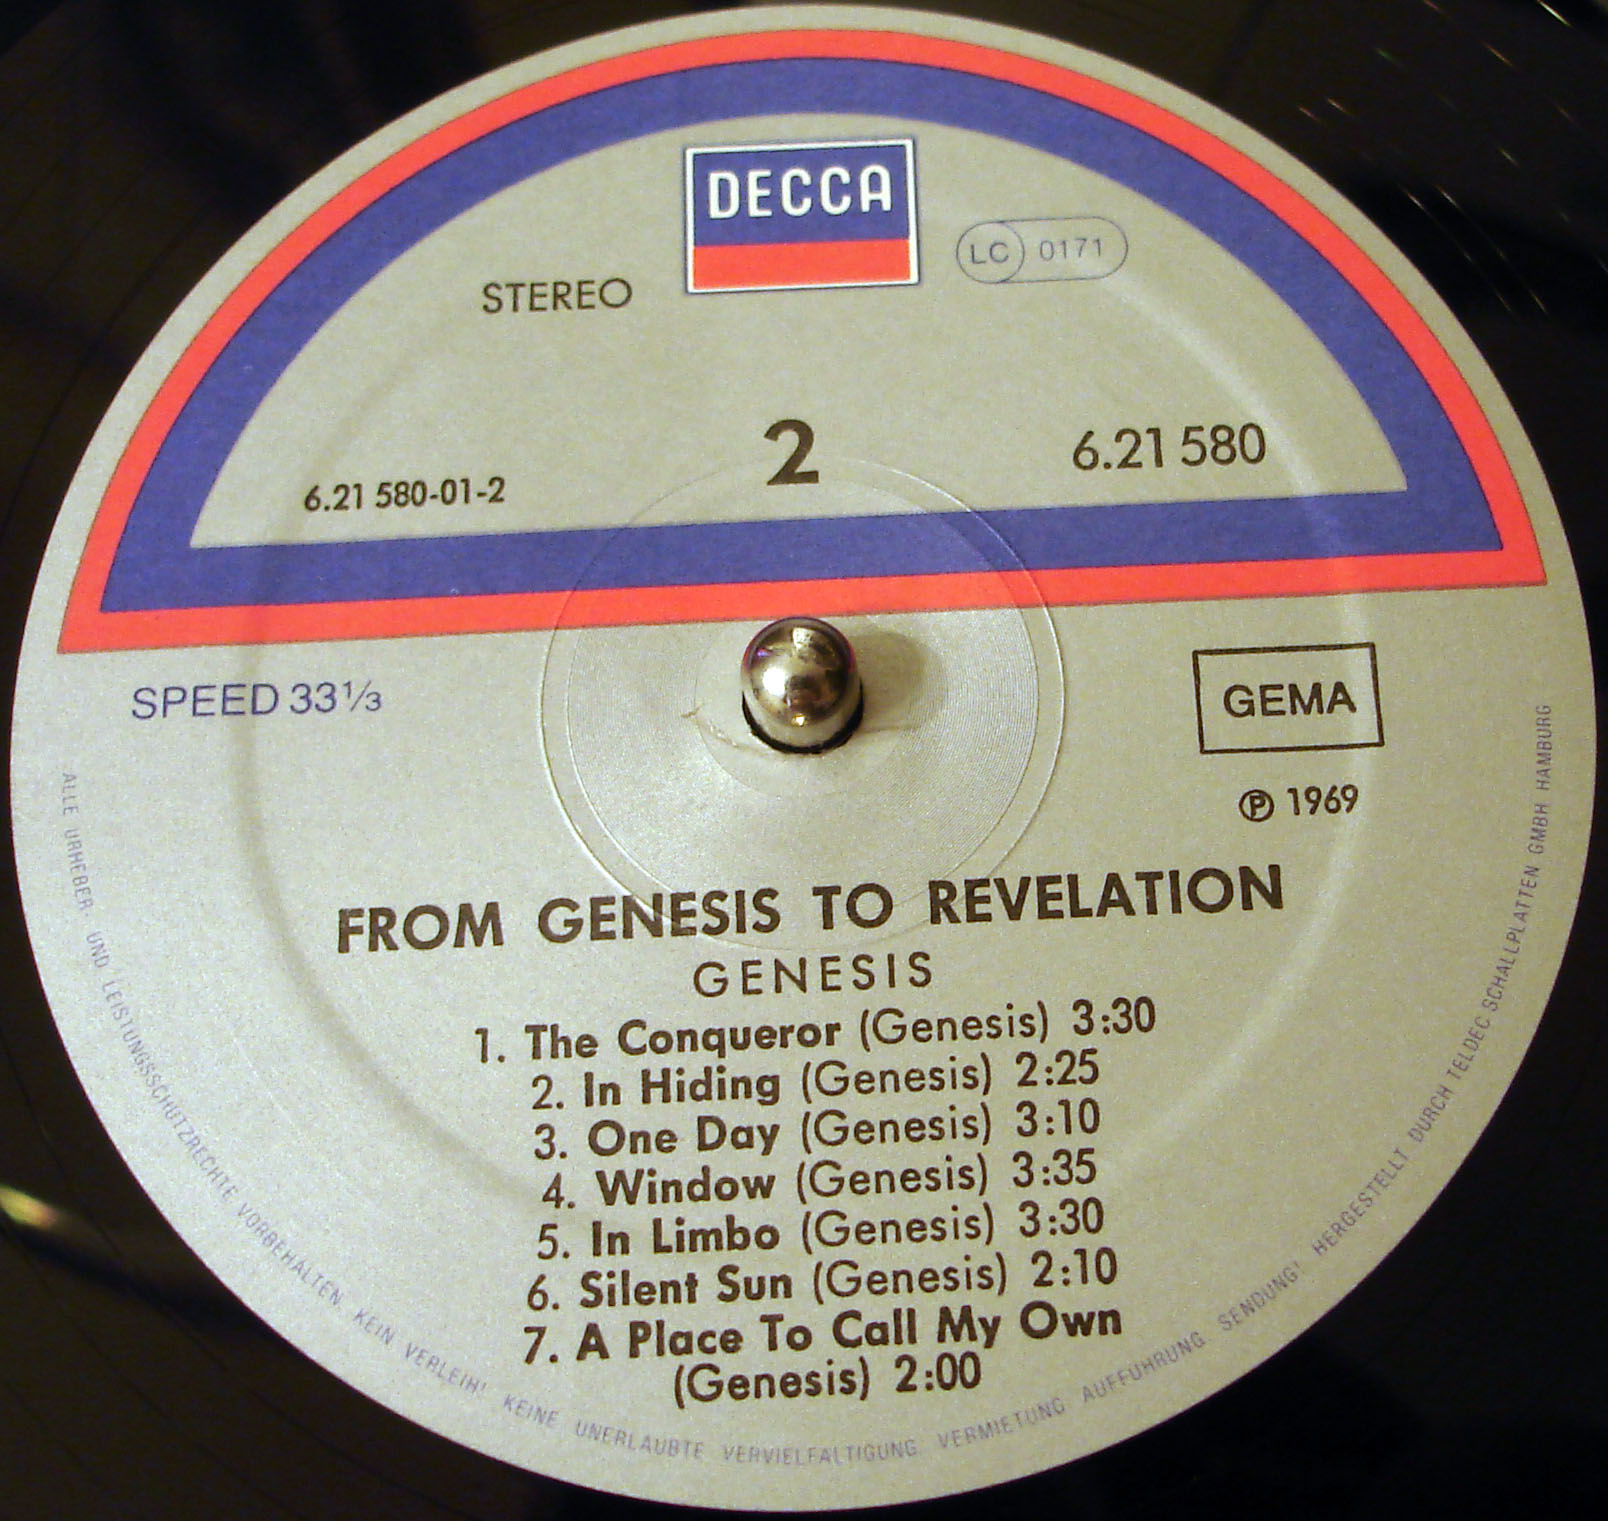 DECCA
LC 0171
STEREO
2
6.21 580
6.21 580-01-2
SPEED 33⅓
GEMA
℗ 1969
FROM GENESIS TO REVELATION
GENESIS
1. The Conqueror (Genesis) 3:30
2. In Hiding (Genesis) 2:25
3. One Day (Genesis) 3:10
4. Window (Genesis) 3:35
5. In Limbo (Genesis) 3:30
6. Silent Sun (Genesis) 2:10
7. A Place To Call My Own
(Genesis) 2:00
ALLE URHEBER- UND LEISTUNGSSCHUTZRECHTE VORBEHALTEN KEIN VERLEIH! KEINE UNERLAUBTE VERVIELFÄLTIGUNG VERMIETUNG AUFFÜHRUNG SENDUNG! HERGESTELLT DURCH TELDEC SCHALLPLATTEN GMBH HAMBURG